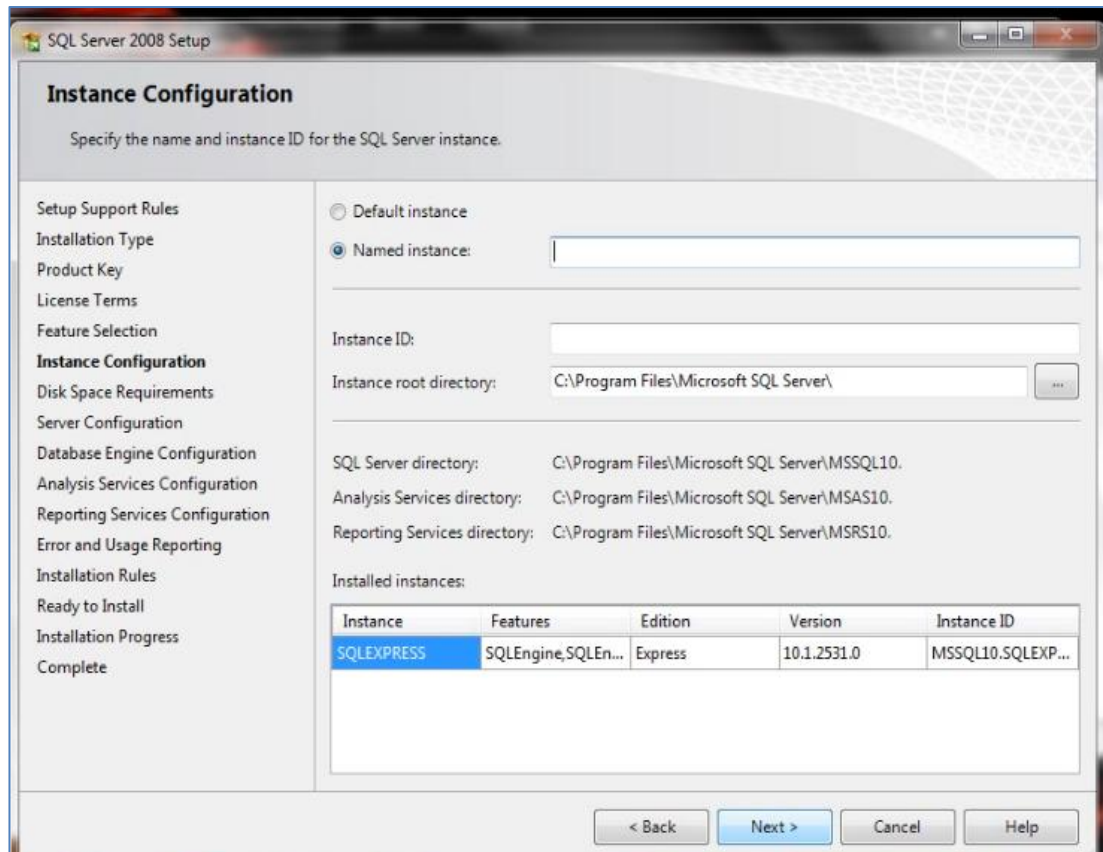 SQL Server 2008 Setup
Instance Configuration
Specify the name and instance ID for the SQL Server instance.
Setup Support Rules
Installation Type
Product Key
License Terms
Feature Selection
Instance Configuration
Disk Space Requirements
Server Configuration
Database Engine Configuration
Analysis Services Configuration
Reporting Services Configuration
Error and Usage Reporting
Installation Rules
Ready to Install
Installation Progress
Complete
Default instance
Named instance:
Instance ID:
Instance root directory: C:\Program Files\Microsoft SQL Server\ ...
SQL Server directory: C:\Program Files\Microsoft SQL Server\MSSQL10.
Analysis Services directory: C:\Program Files\Microsoft SQL Server\MSAS10.
Reporting Services directory: C:\Program Files\Microsoft SQL Server\MSRS10.
Installed instances:
Instance Features Edition Version Instance ID
SQLEXPRESS SQLEngine,SQLEn... Express 10.1.2531.0 MSSQL10.SQLEXP...
< Back Next > Cancel Help